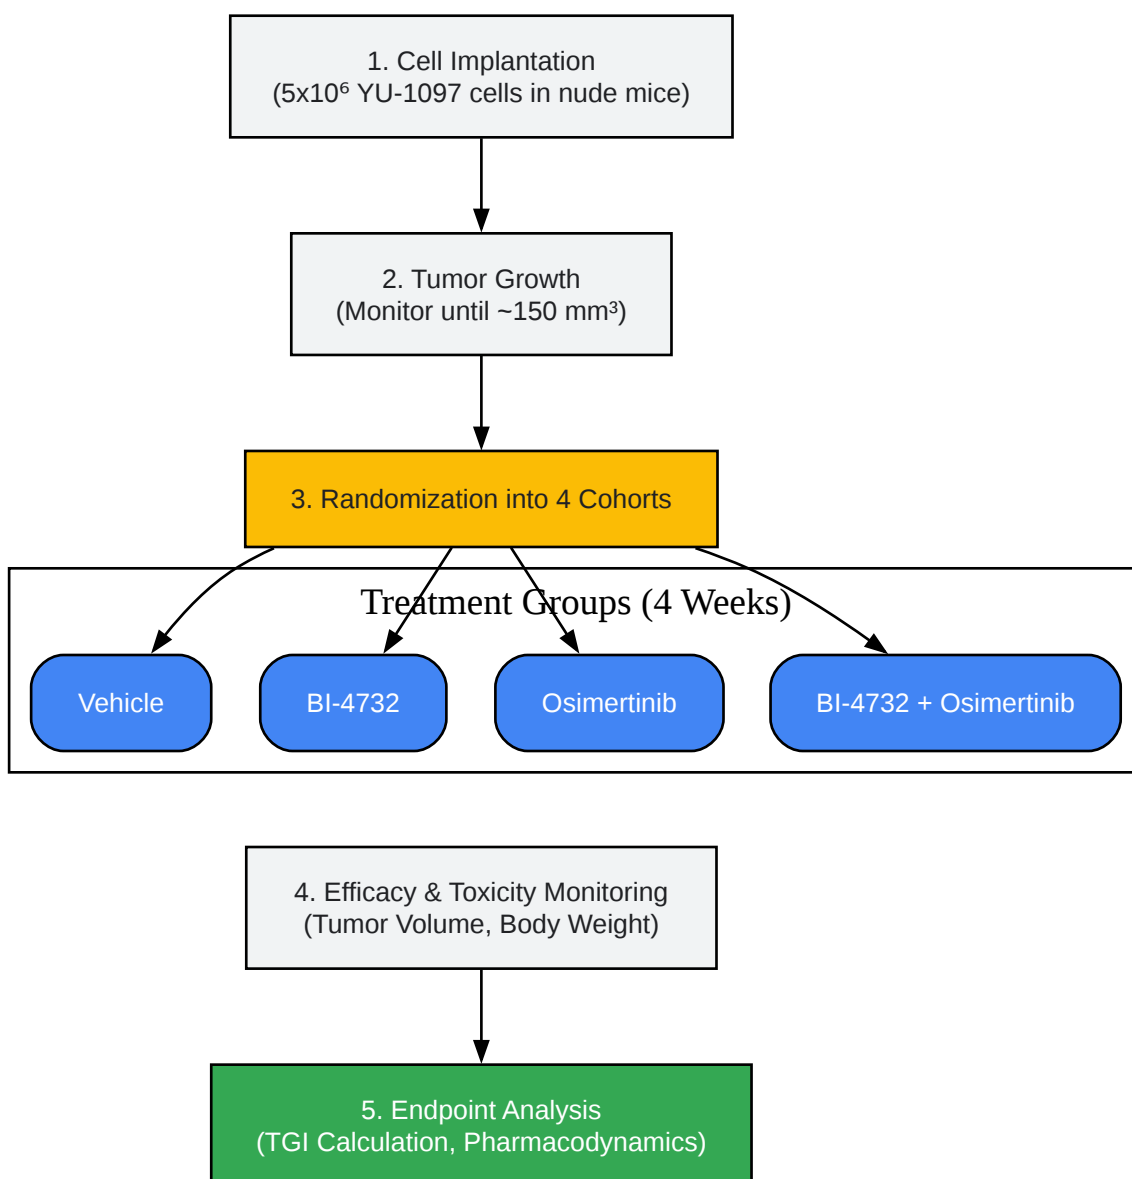 1. Cell Implantation
(5x10⁶ YU-1097 cells in nude mice)
2. Tumor Growth
(Monitor until ~150 mm³)
3. Randomization into 4 Cohorts
Treatment Groups (4 Weeks)
Vehicle
BI-4732
Osimertinib
BI-4732 + Osimertinib
4. Efficacy & Toxicity Monitoring
(Tumor Volume, Body Weight)
5. Endpoint Analysis
(TGI Calculation, Pharmacodynamics)